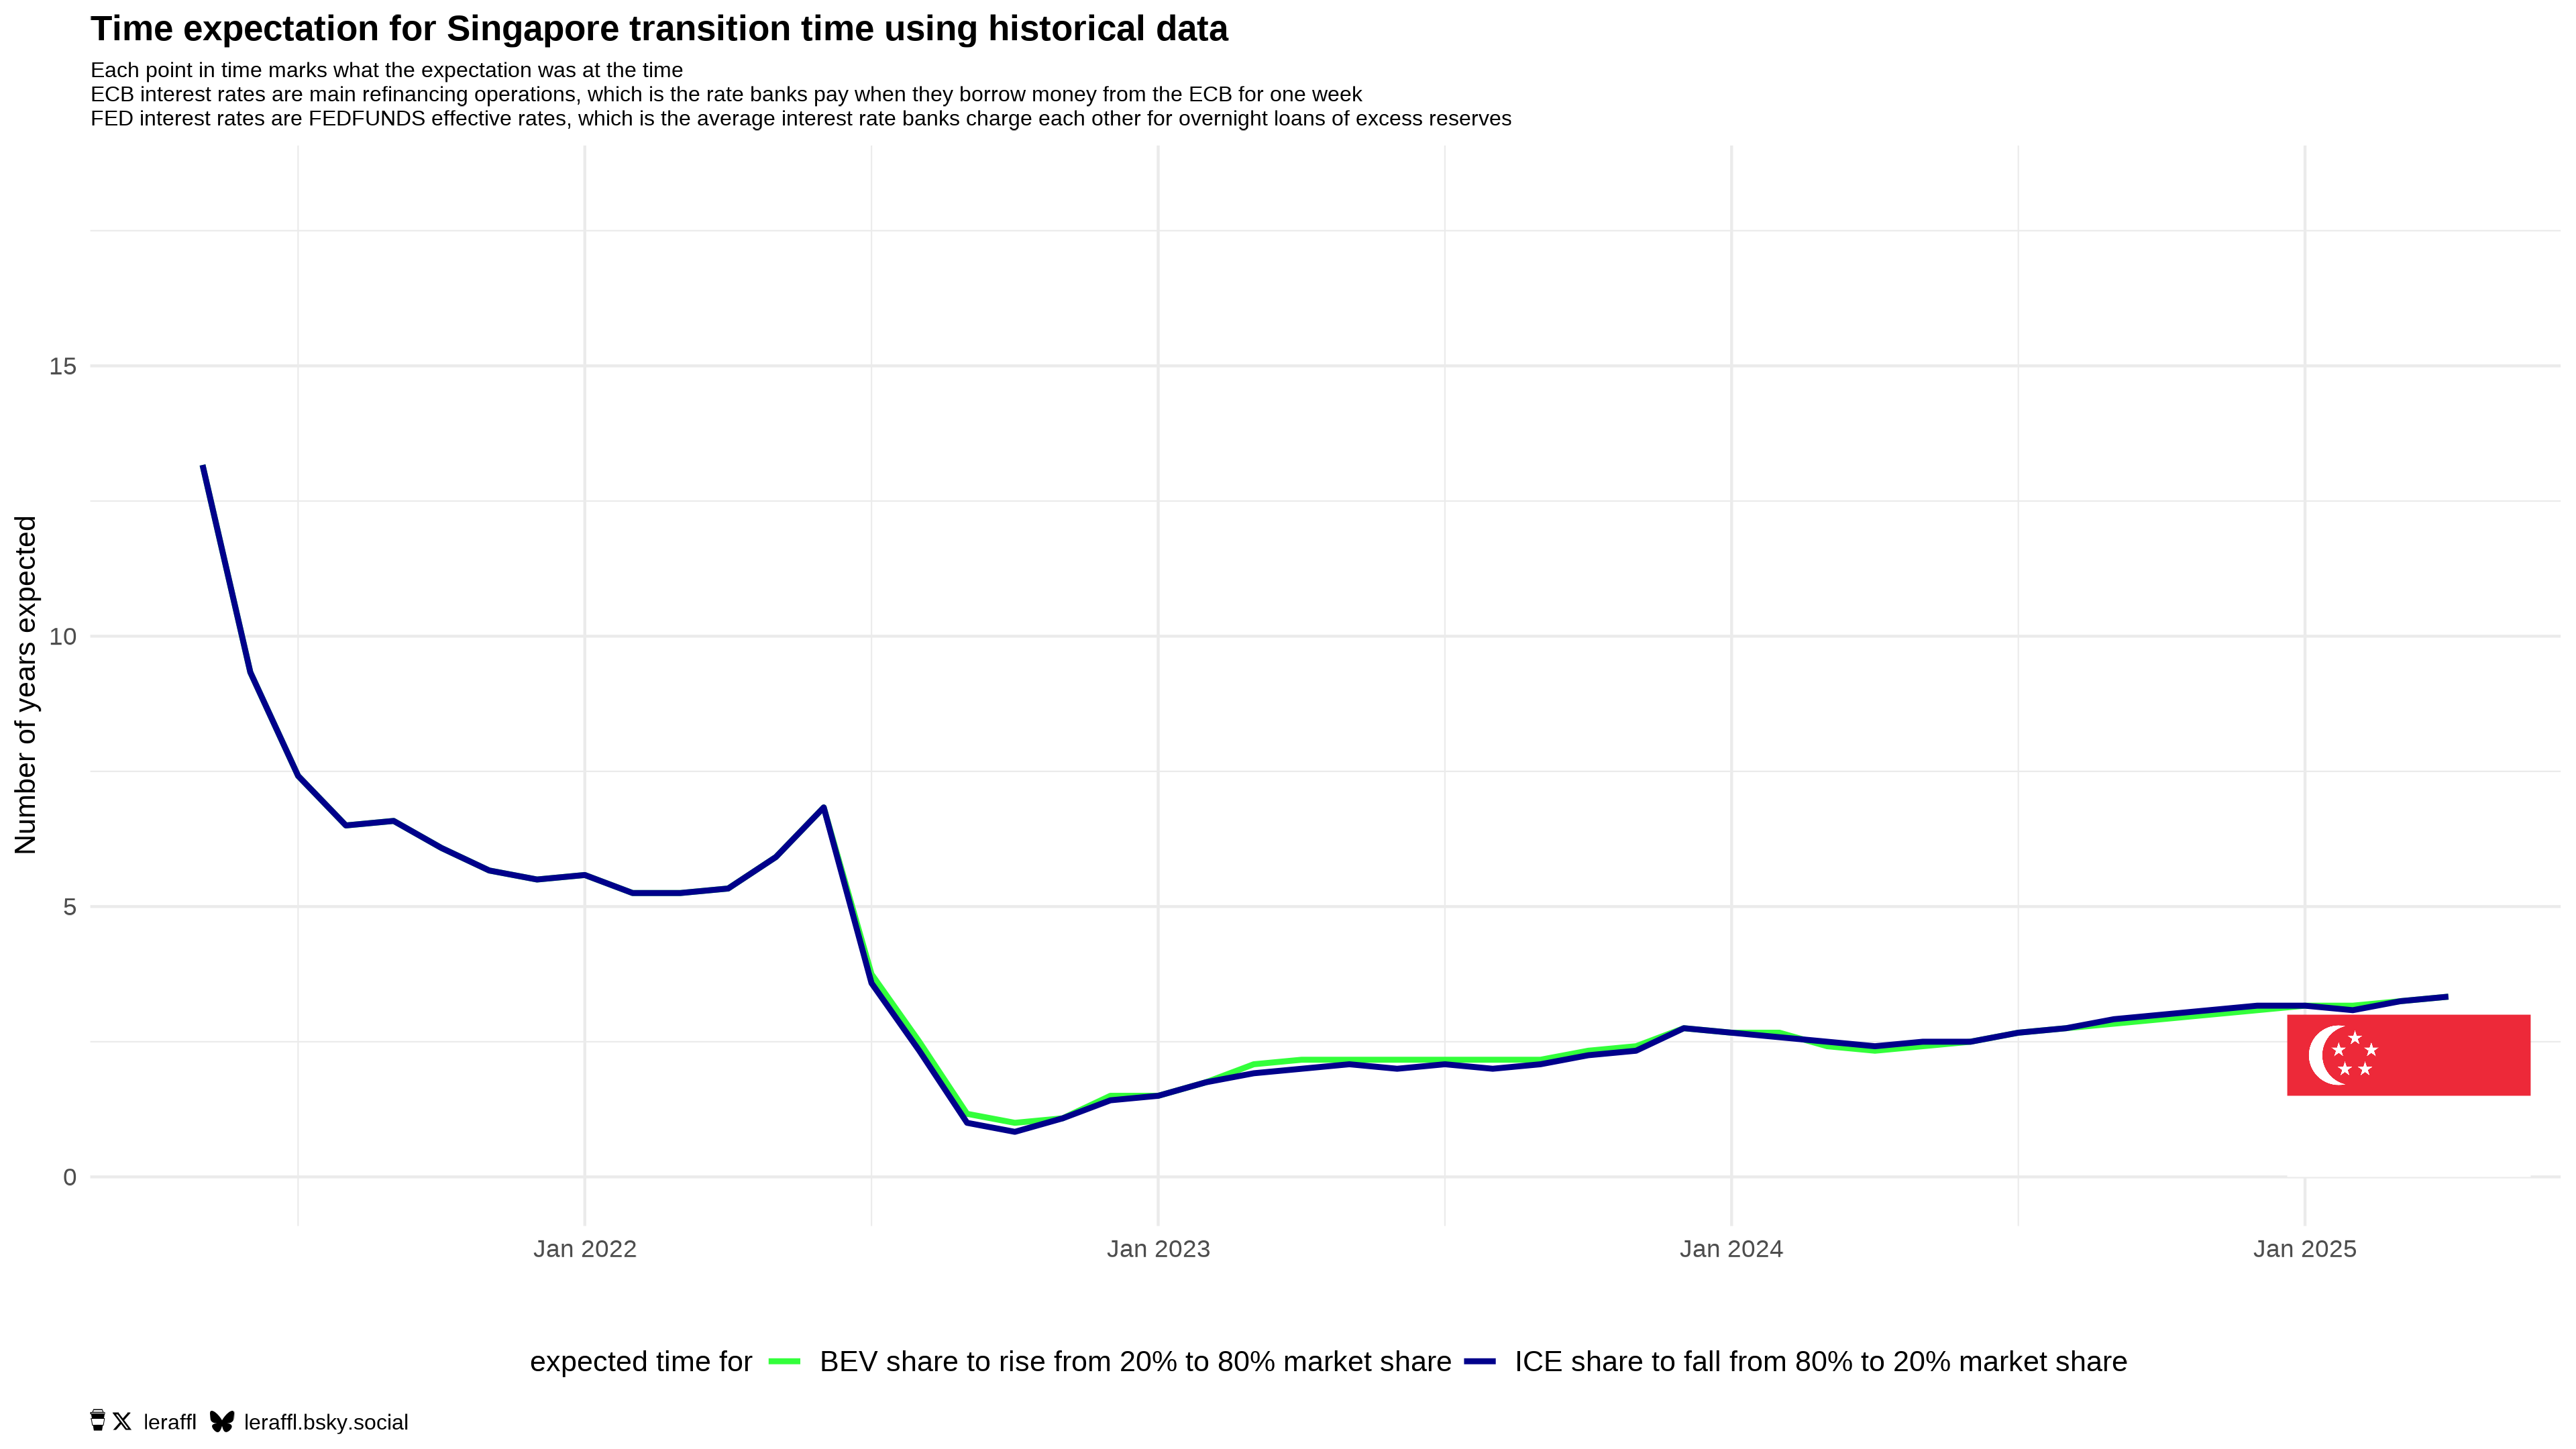 Time expectation for Singapore transition time using historical data
Each point in time marks what the expectation was at the time
ECB interest rates are main refinancing operations, which is the rate banks pay when they borrow money from the ECB for one week
FED interest rates are FEDFUNDS effective rates, which is the average interest rate banks charge each other for overnight loans of excess reserves
Number of years expected
15
10
5
0
Jan 2022
Jan 2023
Jan 2024
Jan 2025
expected time for BEV share to rise from 20% to 80% market share ICE share to fall from 80% to 20% market share
leraffl leraffl.bsky.social